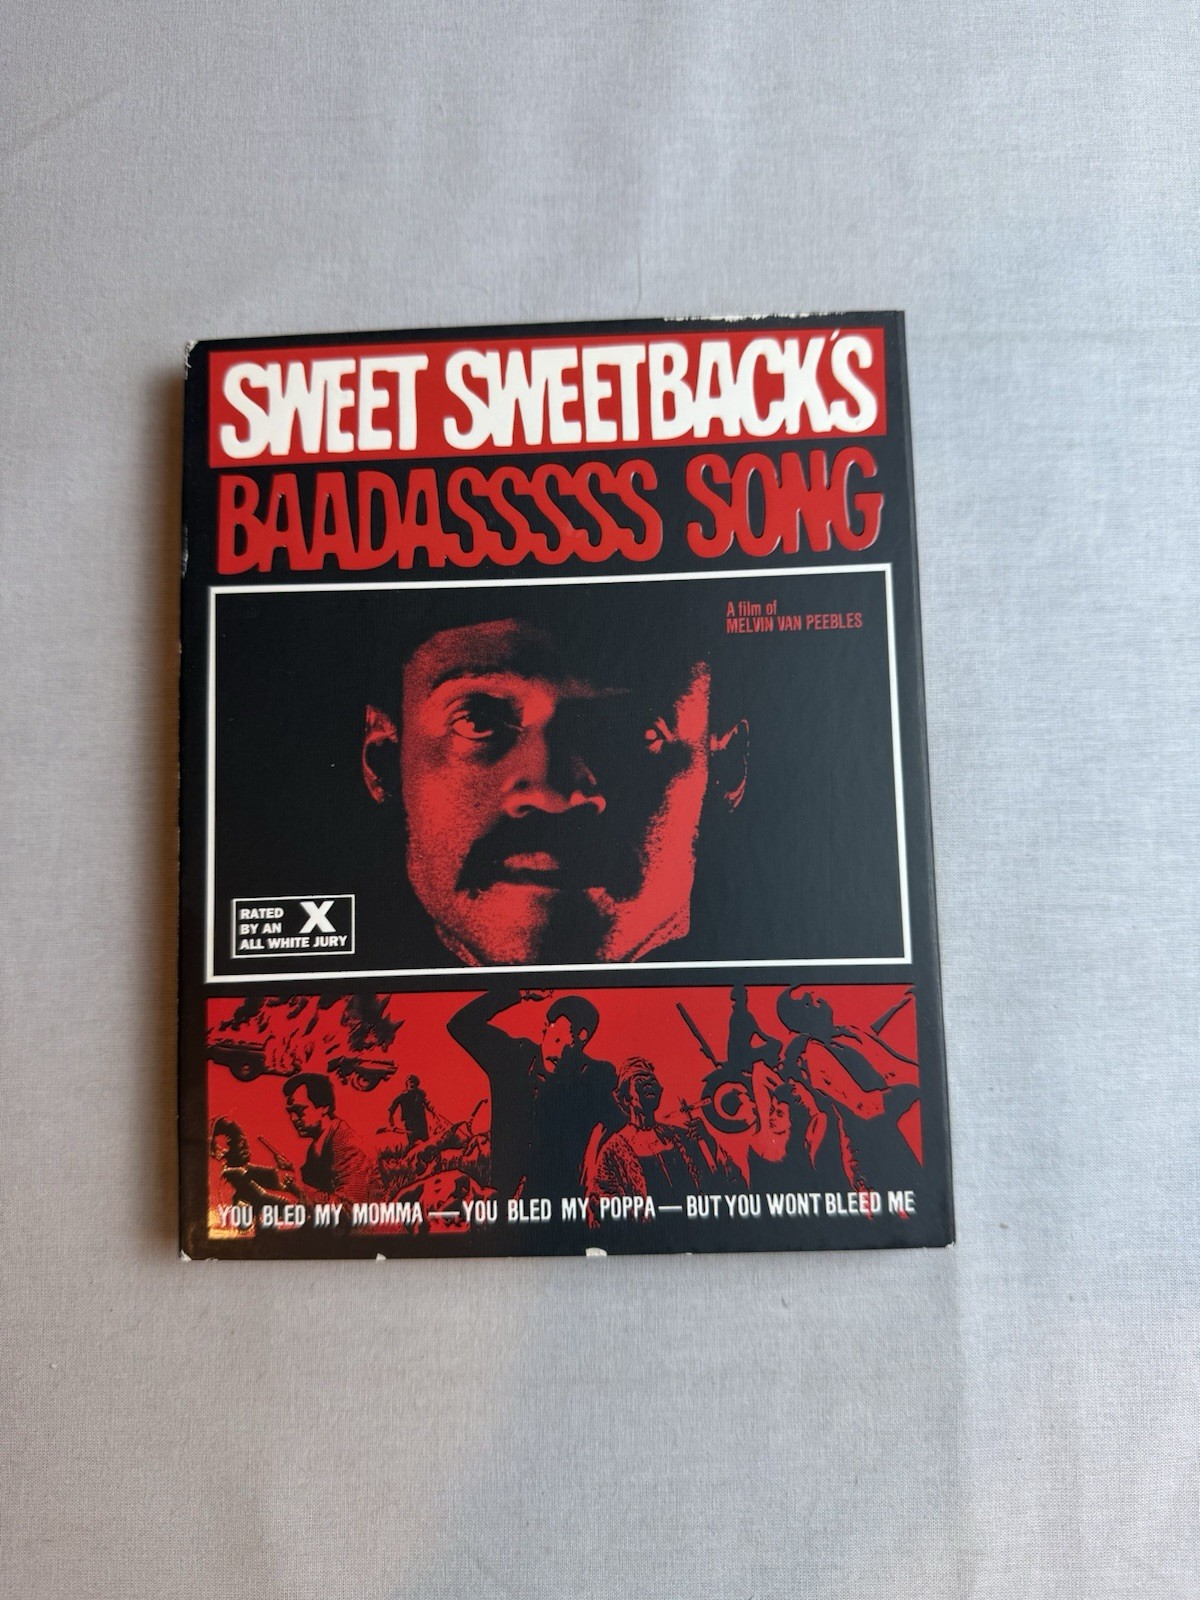 SWEET SWEETBACK'S
BAADASSSSS SONG
A film of
MELVIN VAN PEEBLES
RATED X
BY AN
ALL WHITE JURY
YOU BLED MY MOMMA — YOU BLED MY POPPA — BUT YOU WONT BLEED ME